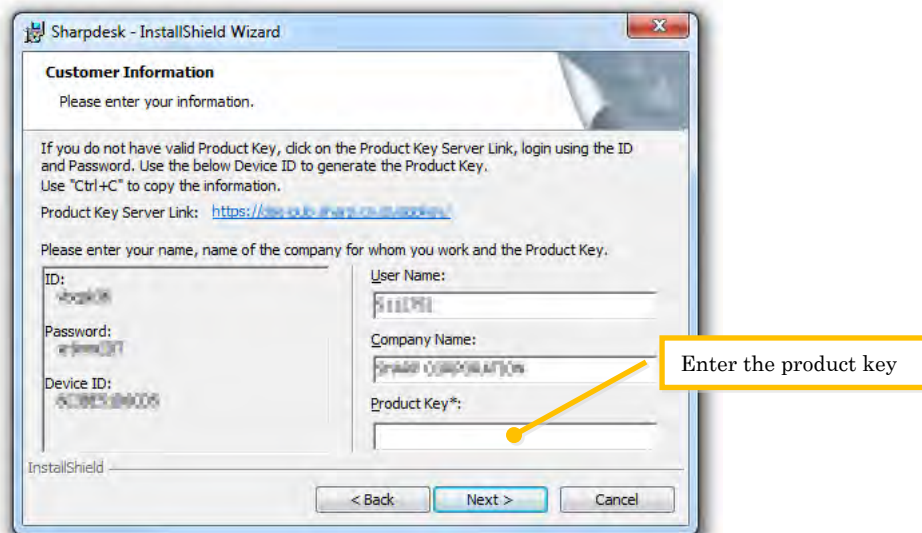 Sharpdesk - InstallShield Wizard
Customer Information
Please enter your information.
If you do not have valid Product Key, click on the Product Key Server Link, login using the ID
and Password. Use the below Device ID to generate the Product Key.
Use "Ctrl+C" to copy the information.
Product Key Server Link: https://
Please enter your name, name of the company for whom you work and the Product Key.
ID:
Password:
Device ID:
User Name:
Company Name:
SHARP CORPORATION
Product Key*:
Enter the product key
InstallShield
< Back Next > Cancel